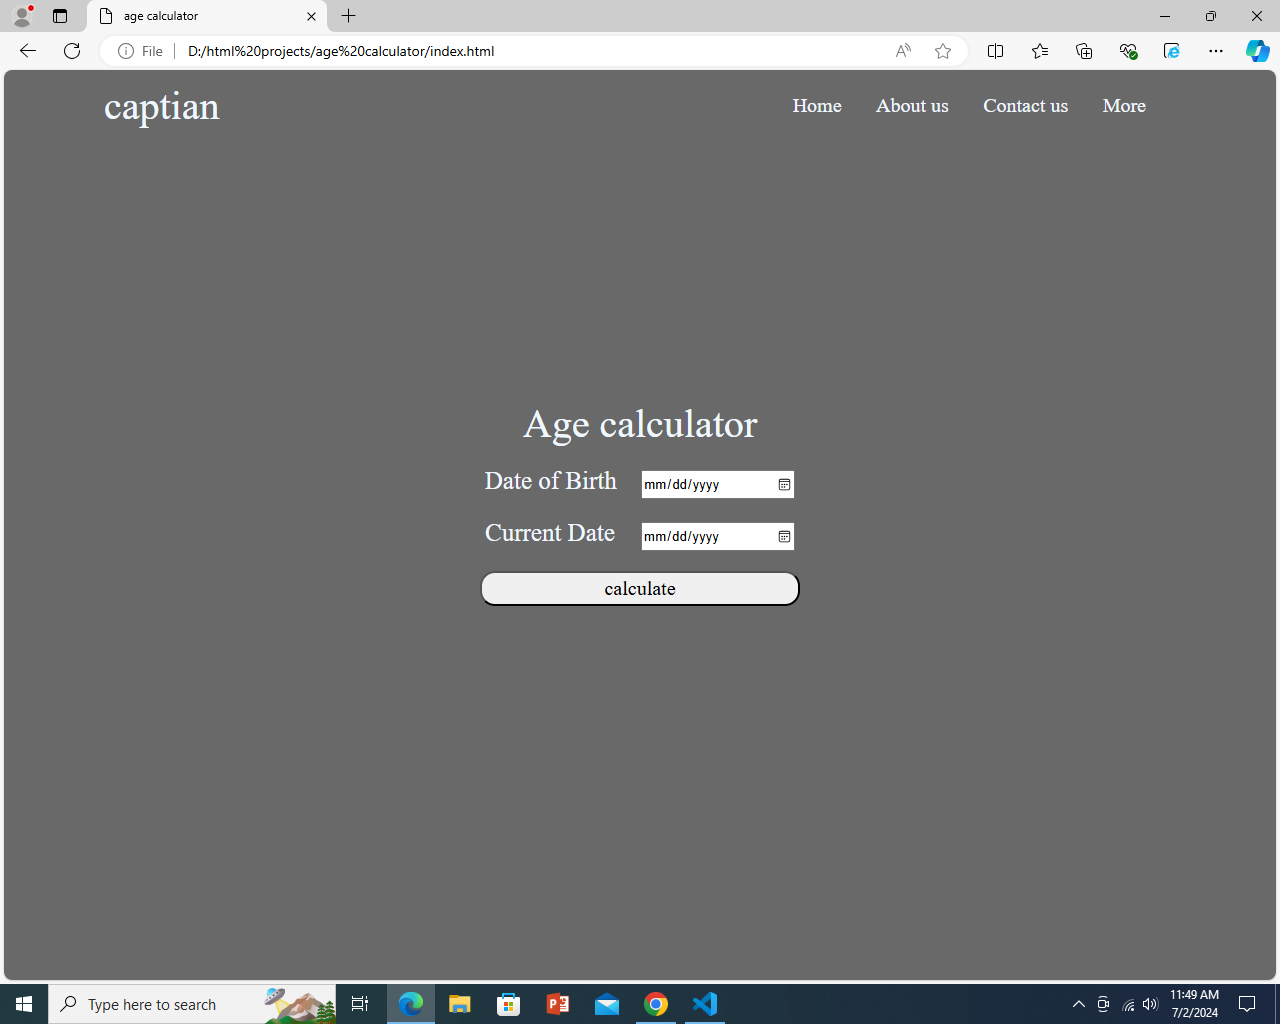 age calculator
File
D:/html%20projects/age%20calculator/index.html
captian
Home About us Contact us More
Age calculator
Date of Birth mm/dd/yyyy
Current Date mm/dd/yyyy
calculate
Type here to search
11:49 AM
7/2/2024